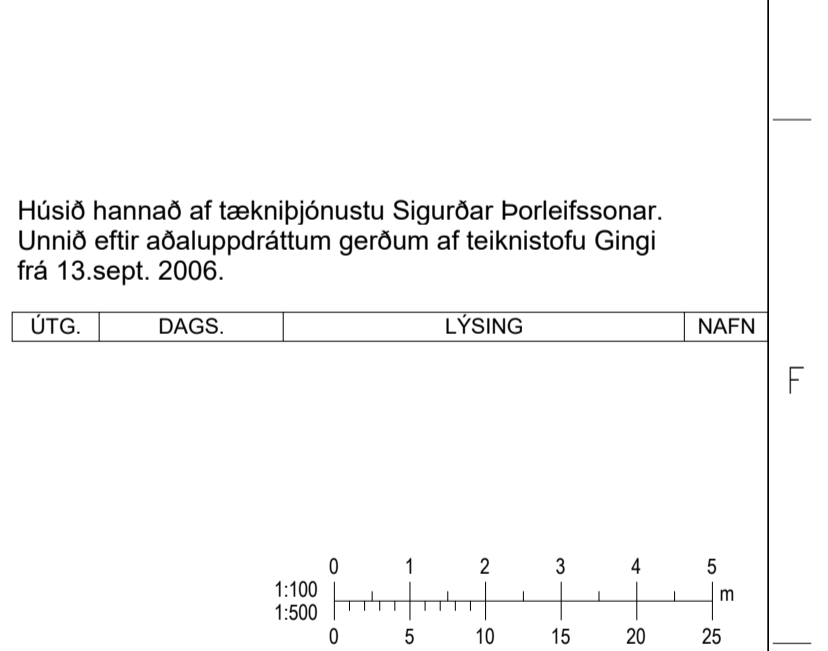 Húsið hannað af tækniþjónustu Sigurðar Þorleifssonar.
Unnið eftir aðaluppdráttum gerðum af teiknistofu Gingi
frá 13.sept. 2006.
ÚTG. DAGS. LÝSING NAFN
F
0 1 2 3 4 5
1:100
m
1:500
0 5 10 15 20 25